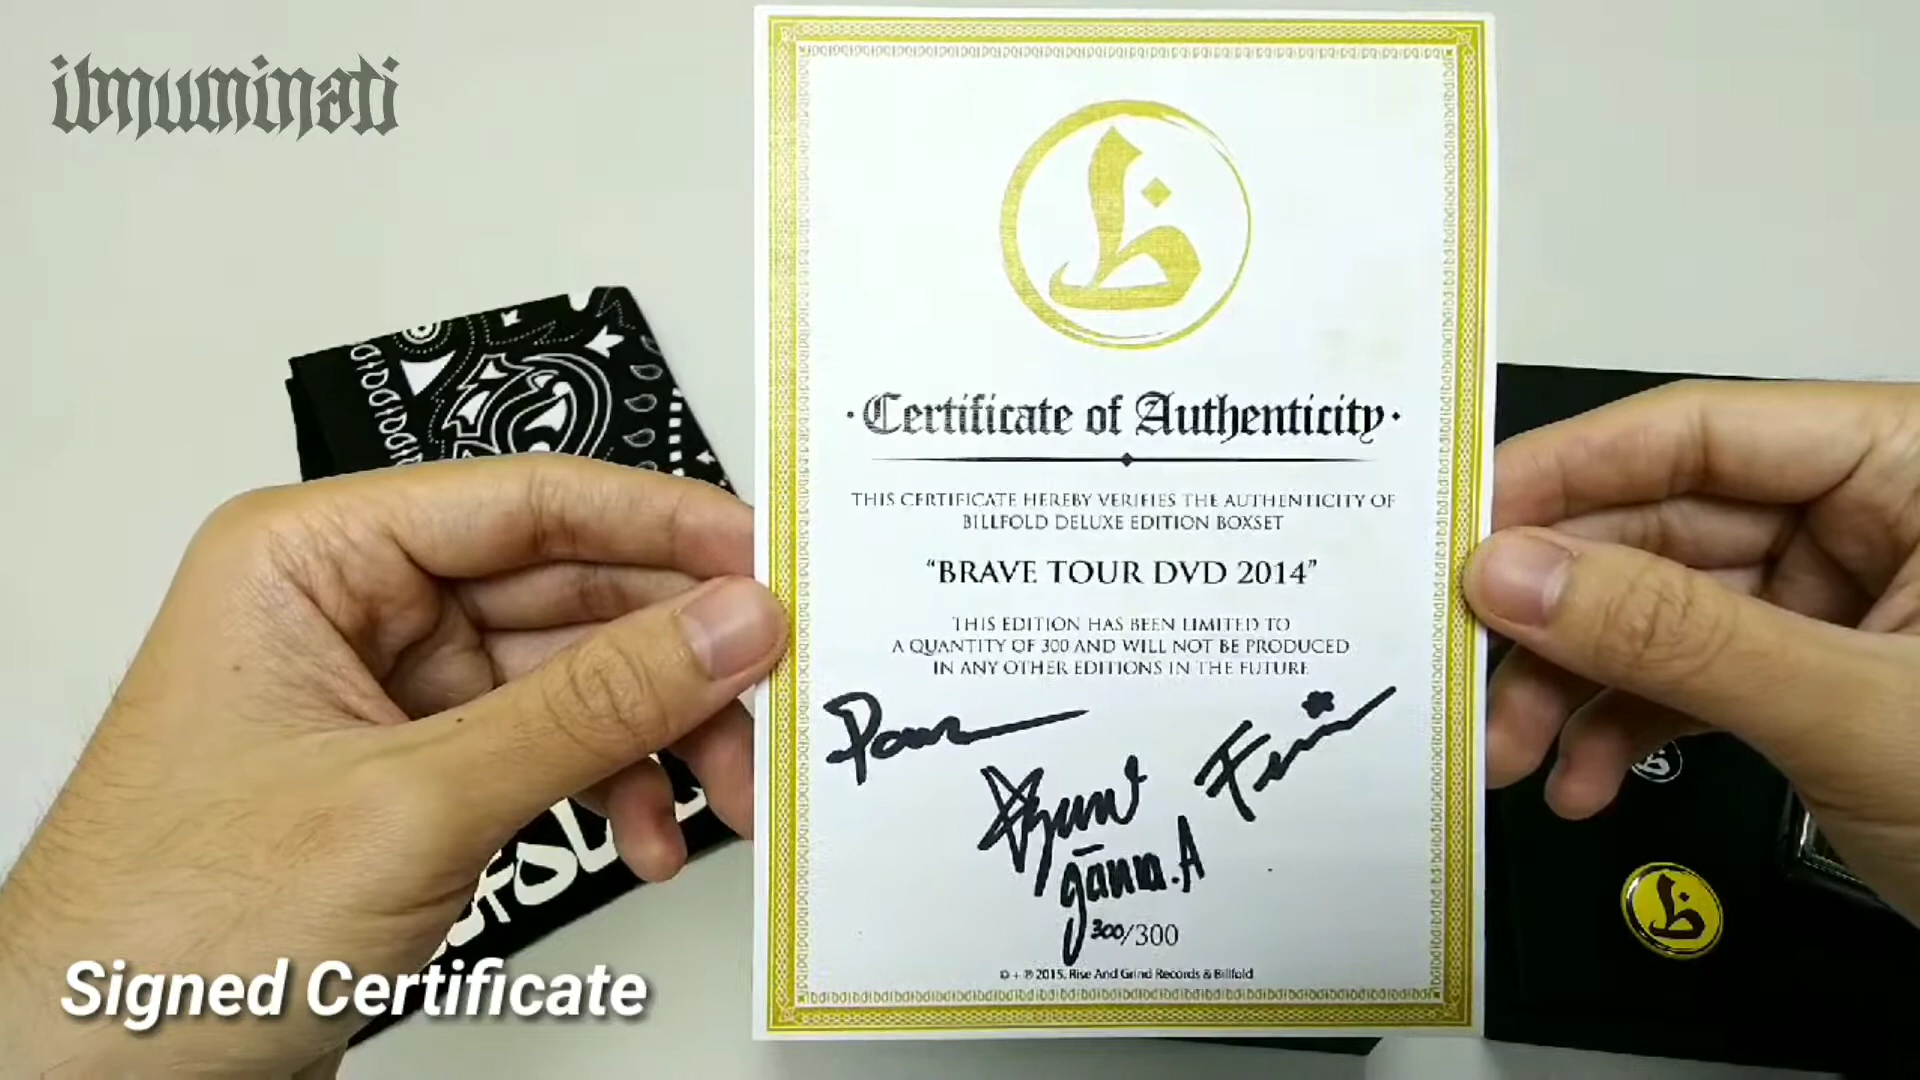 ibnuminati
ظ
·Certificate of Authenticity·
THIS CERTIFICATE HEREBY VERIFIES THE AUTHENTICITY OF
BILLFOLD DELUXE EDITION BOXSET
“BRAVE TOUR DVD 2014”
THIS EDITION HAS BEEN LIMITED TO
A QUANTITY OF 300 AND WILL NOT BE PRODUCED
IN ANY OTHER EDITIONS IN THE FUTURE
ganna.A
300/300
© + ℗ 2015, Rise And Grind Records & Billfold
ظ
Signed Certificate